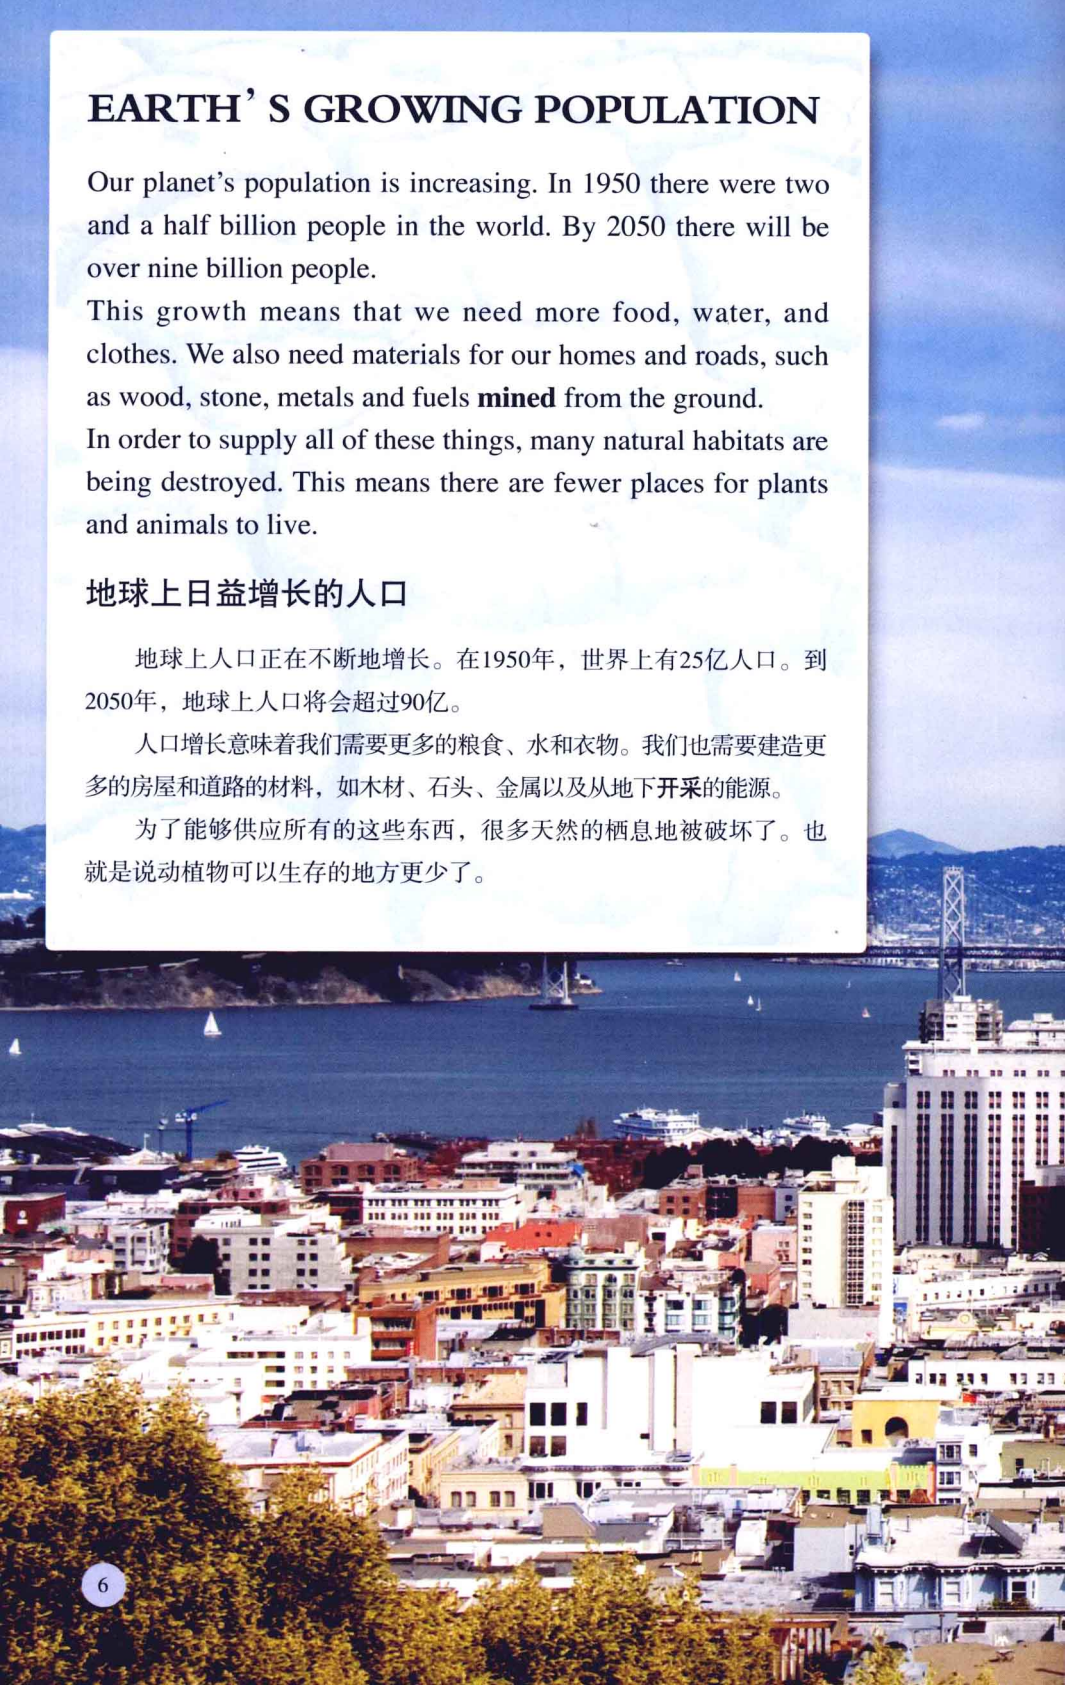 EARTH'S GROWING POPULATION
Our planet's population is increasing. In 1950 there were two
and a half billion people in the world. By 2050 there will be
over nine billion people.
This growth means that we need more food, water, and
clothes. We also need materials for our homes and roads, such
as wood, stone, metals and fuels mined from the ground.
In order to supply all of these things, many natural habitats are
being destroyed. This means there are fewer places for plants
and animals to live.
地球上日益增长的人口
地球上人口正在不断地增长。在1950年，世界上有25亿人口。到
2050年，地球上人口将会超过90亿。
人口增长意味着我们需要更多的粮食、水和衣物。我们也需要建造更
多的房屋和道路的材料，如木材、石头、金属以及从地下开采的能源。
为了能够供应所有的这些东西，很多天然的栖息地被破坏了。也
就是说动植物可以生存的地方更少了。
6